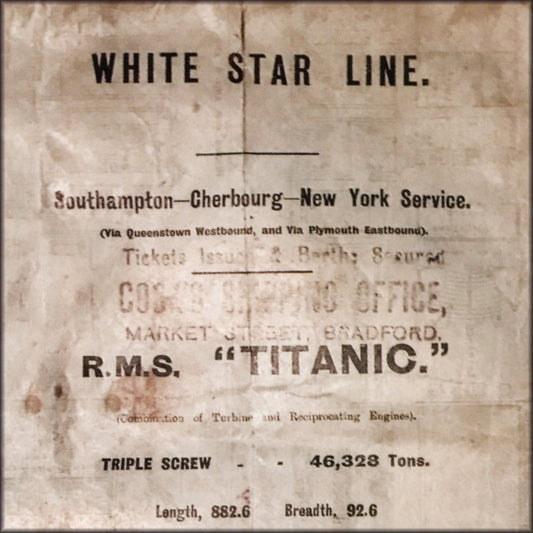 WHITE STAR LINE.
Southampton—Cherbourg—New York Service.
(Via Queenstown Westbound, and Via Plymouth Eastbound).
Tickets Issued & Berths Secured
COOK'S SHIPPING OFFICE,
MARKET STREET, BRADFORD.
R.M.S. “TITANIC.”
(Combination of Turbine and Reciprocating Engines).
TRIPLE SCREW - - 46,328 Tons.
Length, 882.6 Breadth, 92.6